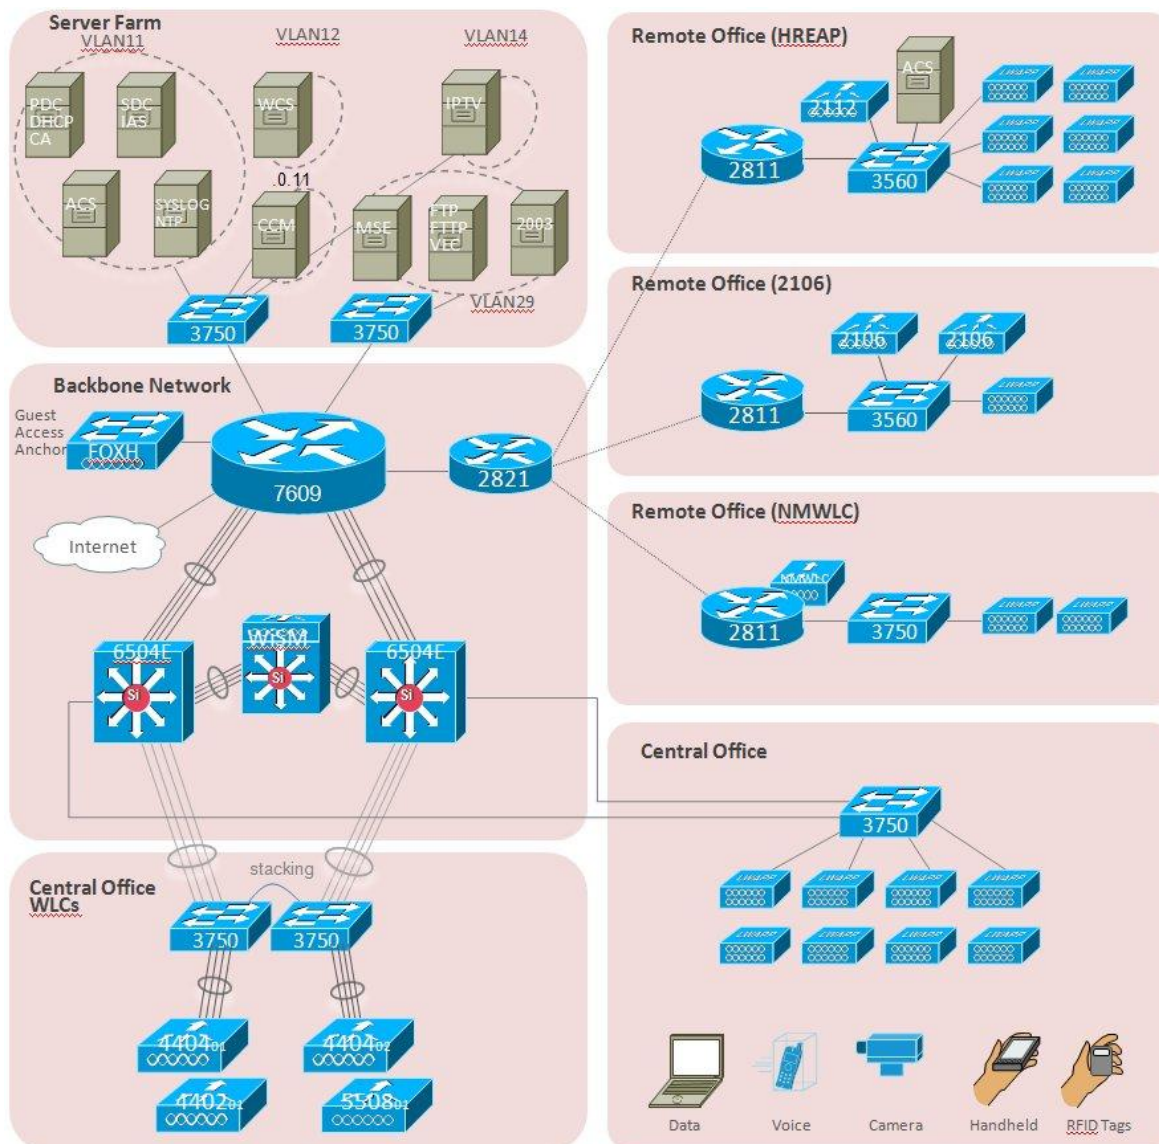 Server Farm
VLAN11
VLAN12
VLAN14
PDC
DHCP
CA
SDC
IAS
WCS
IPTV
.0.11
ACS
SYSLOG
NTP
CCM
MSE
FTP
TFTP
VLC
2003
VLAN29
3750
3750
Backbone Network
Guest
Access
Anchor
FOXH
7609
2821
Internet
WiSM
6504E
6504E
Si
Si
Si
Central Office
WLCs
stacking
3750
3750
4404 01
4404 02
4402 01
5508 01
Remote Office (HREAP)
2112
ACS
2811
3560
LWAPP
LWAPP
LWAPP
LWAPP
LWAPP
LWAPP
Remote Office (2106)
2106
2106
2811
3560
LWAPP
Remote Office (NMWLC)
NMWLC
2811
3750
LWAPP
LWAPP
Central Office
3750
LWAPP
LWAPP
LWAPP
LWAPP
LWAPP
LWAPP
LWAPP
LWAPP
Data
Voice
Camera
Handheld
RFID Tags